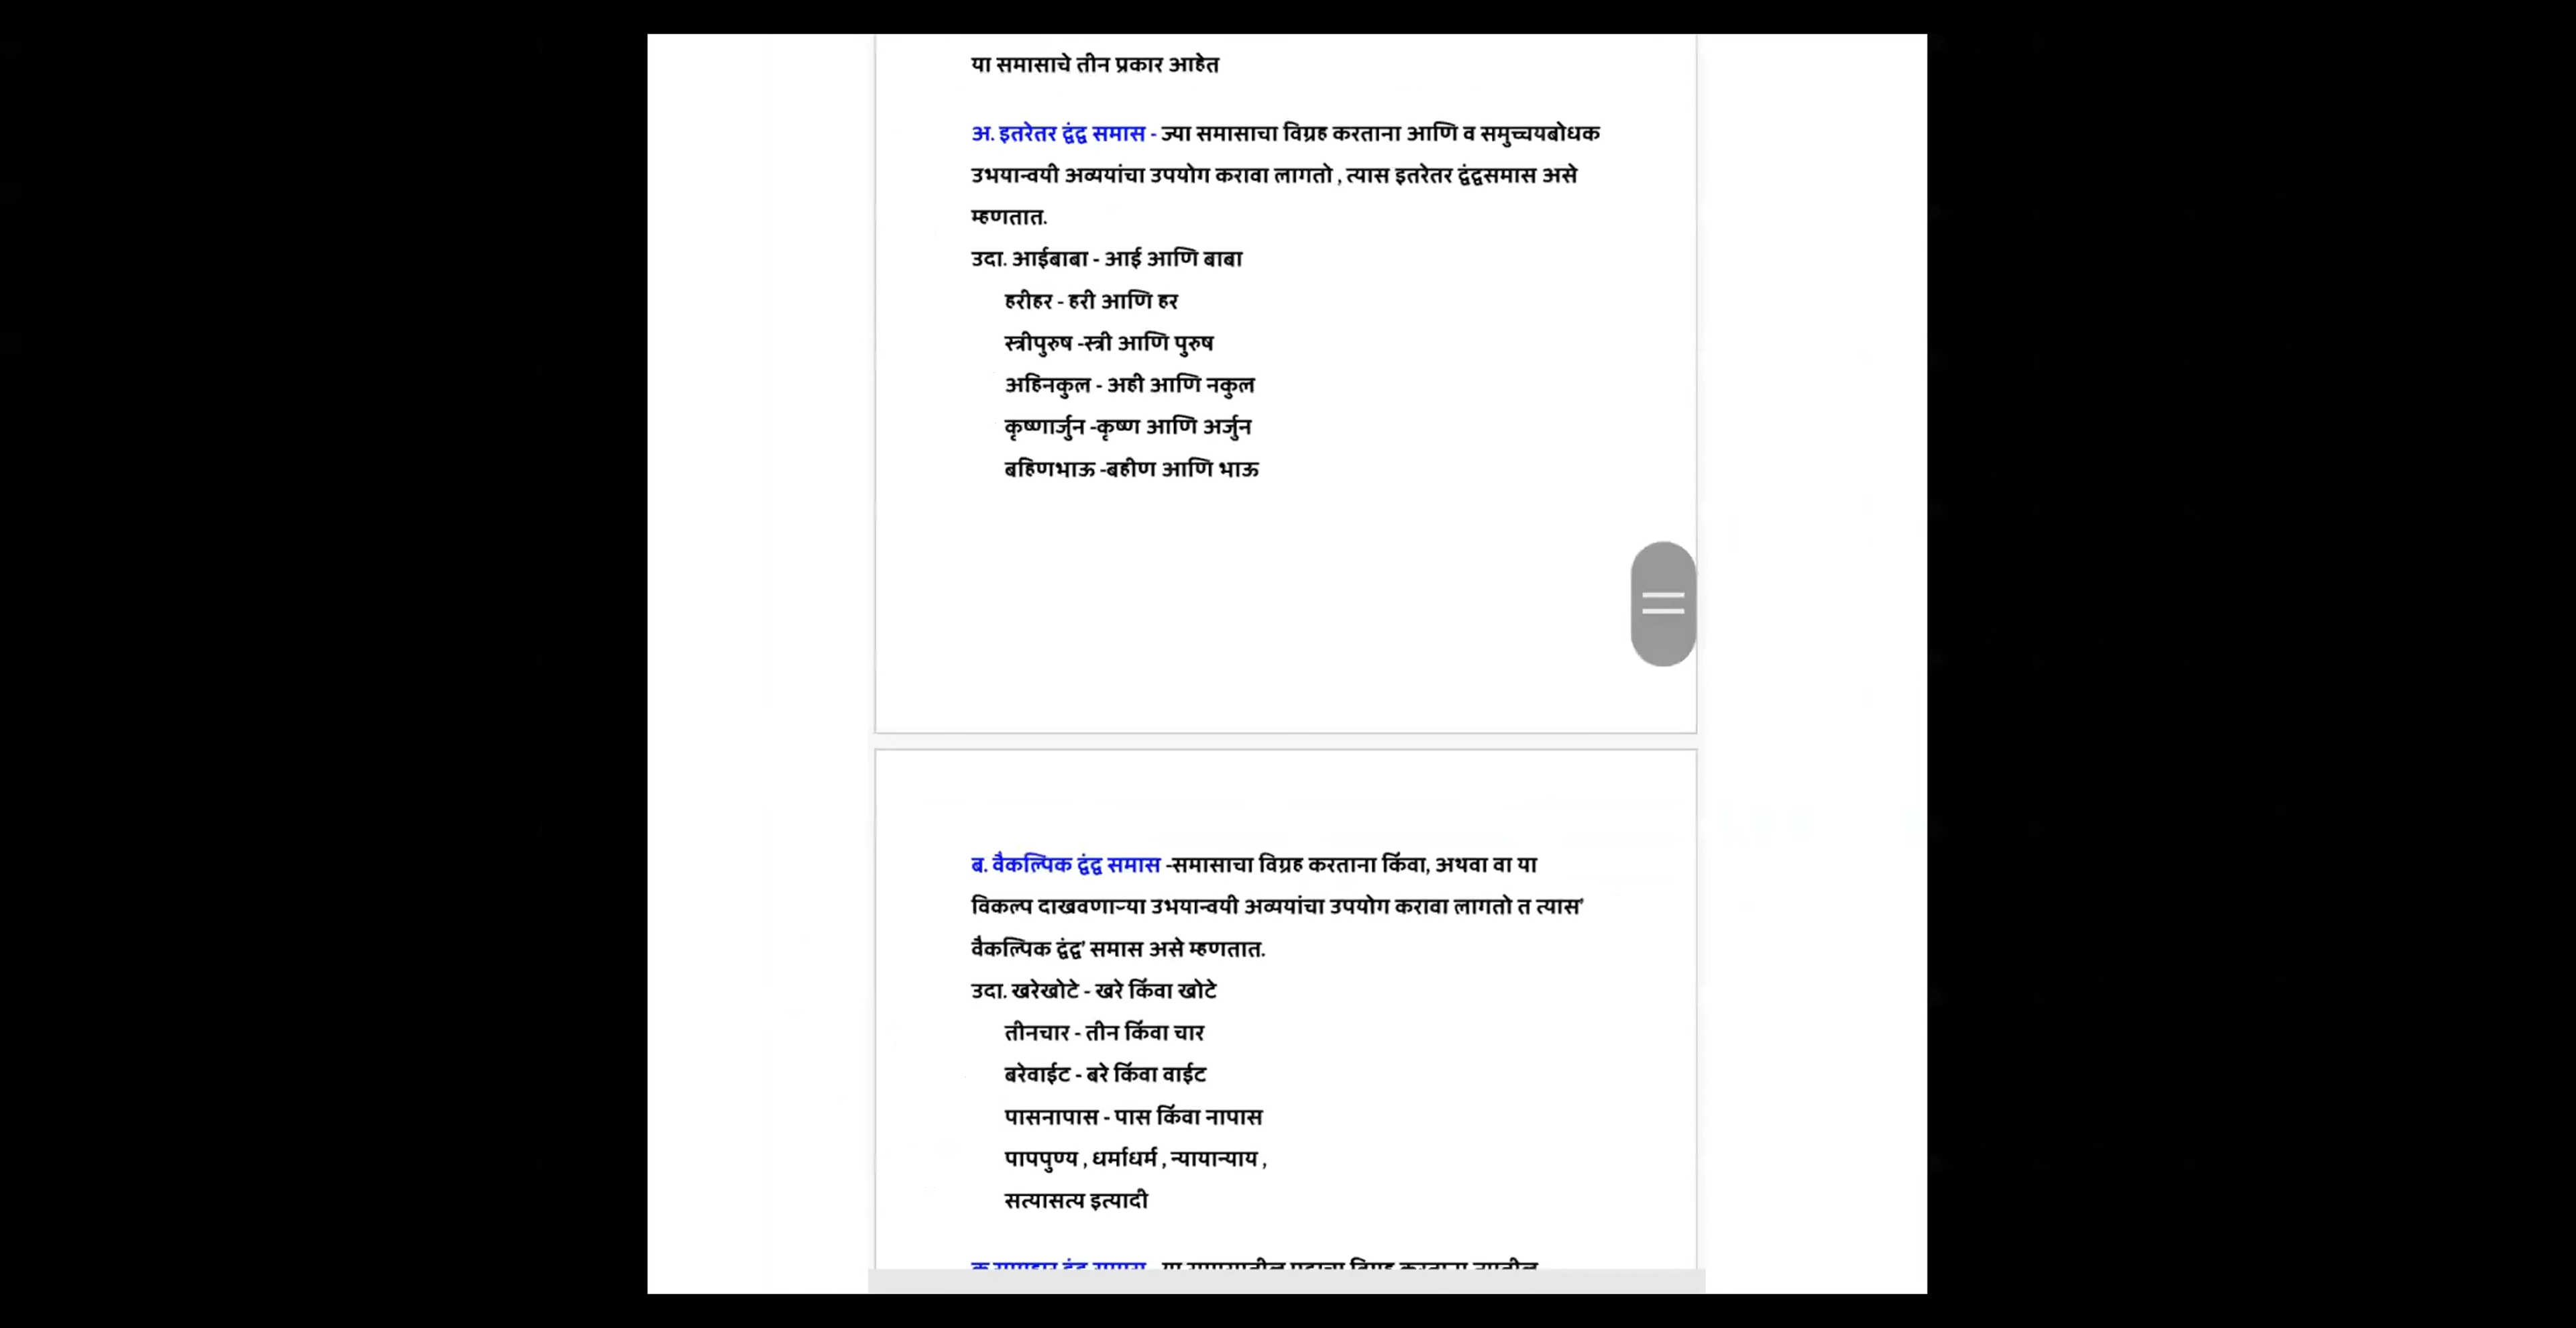 या समासाचे तीन प्रकार आहेत
अ. इतरेतर द्वंद्व समास - ज्या समासाचा विग्रह करताना आणि व समुच्चयबोधक
उभयान्वयी अव्ययांचा उपयोग करावा लागतो , त्यास इतरेतर द्वंद्वसमास असे
म्हणतात.
उदा. आईबाबा - आई आणि बाबा
हरीहर - हरी आणि हर
स्त्रीपुरुष -स्त्री आणि पुरुष
अहिनकुल - अही आणि नकुल
कृष्णार्जुन -कृष्ण आणि अर्जुन
बहिणभाऊ -बहीण आणि भाऊ
ब. वैकल्पिक द्वंद्व समास -समासाचा विग्रह करताना किंवा, अथवा वा या
विकल्प दाखवणाऱ्या उभयान्वयी अव्ययांचा उपयोग करावा लागतो त त्यास'
वैकल्पिक द्वंद्व' समास असे म्हणतात.
उदा. खरेखोटे - खरे किंवा खोटे
तीनचार - तीन किंवा चार
बरेवाईट - बरे किंवा वाईट
पासनापास - पास किंवा नापास
पापपुण्य , धर्माधर्म , न्यायान्याय ,
सत्यासत्य इत्यादी